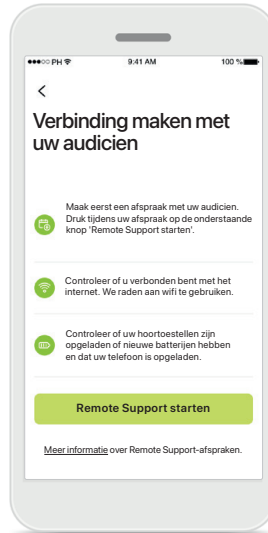 ●●●○○ PH 9:41 AM 100 %
Verbinding maken met
uw audicien
Maak eerst een afspraak met uw audicien.
Druk tijdens uw afspraak op de onderstaande
knop 'Remote Support starten'.
Controleer of u verbonden bent met het
internet. We raden aan wifi te gebruiken.
Controleer of uw hoortoestellen zijn
opgeladen of nieuwe batterijen hebben
en dat uw telefoon is opgeladen.
Remote Support starten
Meer informatie over Remote Support-afspraken.